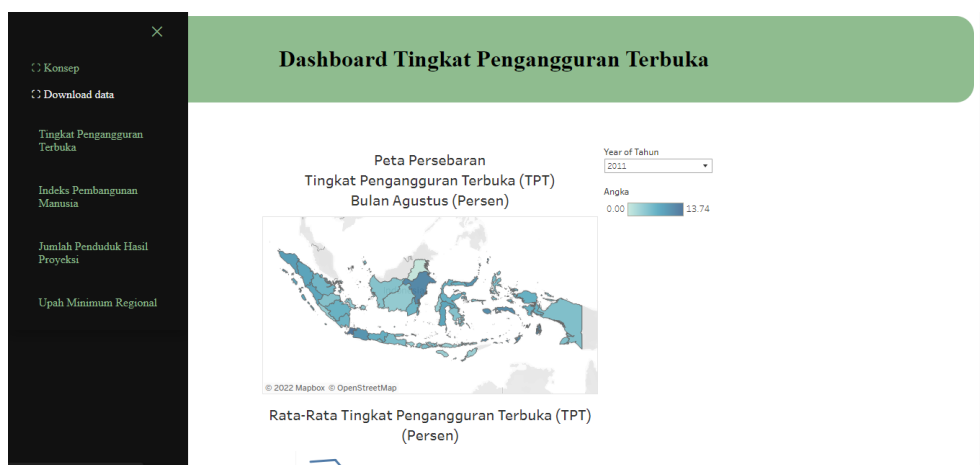 Konsep
Download data
Tingkat Pengangguran
Terbuka
Indeks Pembangunan
Manusia
Jumlah Penduduk Hasil
Proyeksi
Upah Minimum Regional
Dashboard Tingkat Pengangguran Terbuka
Peta Persebaran
Tingkat Pengangguran Terbuka (TPT)
Bulan Agustus (Persen)
Year of Tahun
2011
Angka
0.00 13.74
© 2022 Mapbox © OpenStreetMap
Rata-Rata Tingkat Pengangguran Terbuka (TPT)
(Persen)